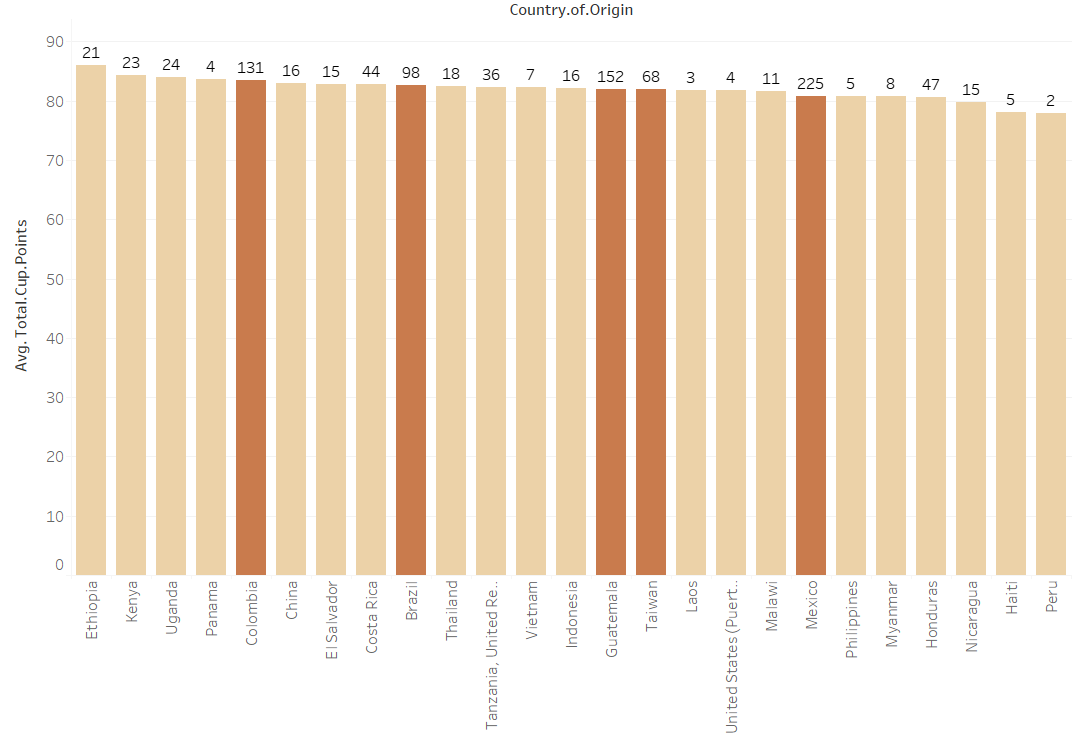 Country.of.Origin
90
80
70
60
50
40
30
20
10
0
Avg. Total.Cup.Points
21 23 24 4 131 16 15 44 98 18 36 7 16 152 68 3 4 11 225 5 8 47 15 5 2
Ethiopia
Kenya
Uganda
Panama
Colombia
China
El Salvador
Costa Rica
Brazil
Thailand
Tanzania, United Re..
Vietnam
Indonesia
Guatemala
Taiwan
Laos
United States (Puert..
Malawi
Mexico
Philippines
Myanmar
Honduras
Nicaragua
Haiti
Peru